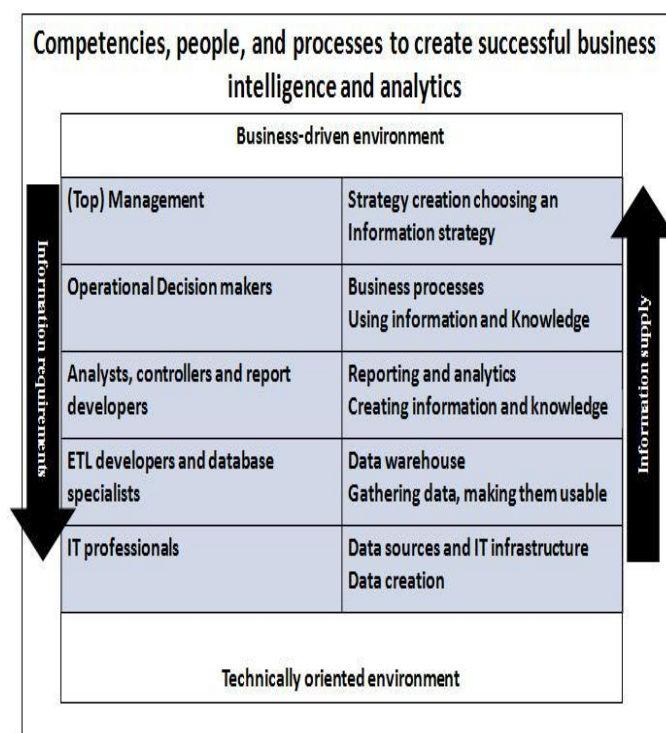 Competencies, people, and processes to create successful business
intelligence and analytics
Business-driven environment
Information requirements
(Top) Management
Strategy creation choosing an
Information strategy
Operational Decision makers
Business processes
Using information and Knowledge
Analysts, controllers and report
developers
Reporting and analytics
Creating information and knowledge
ETL developers and database
specialists
Data warehouse
Gathering data, making them usable
IT professionals
Data sources and IT infrastructure
Data creation
Information supply
Technically oriented environment